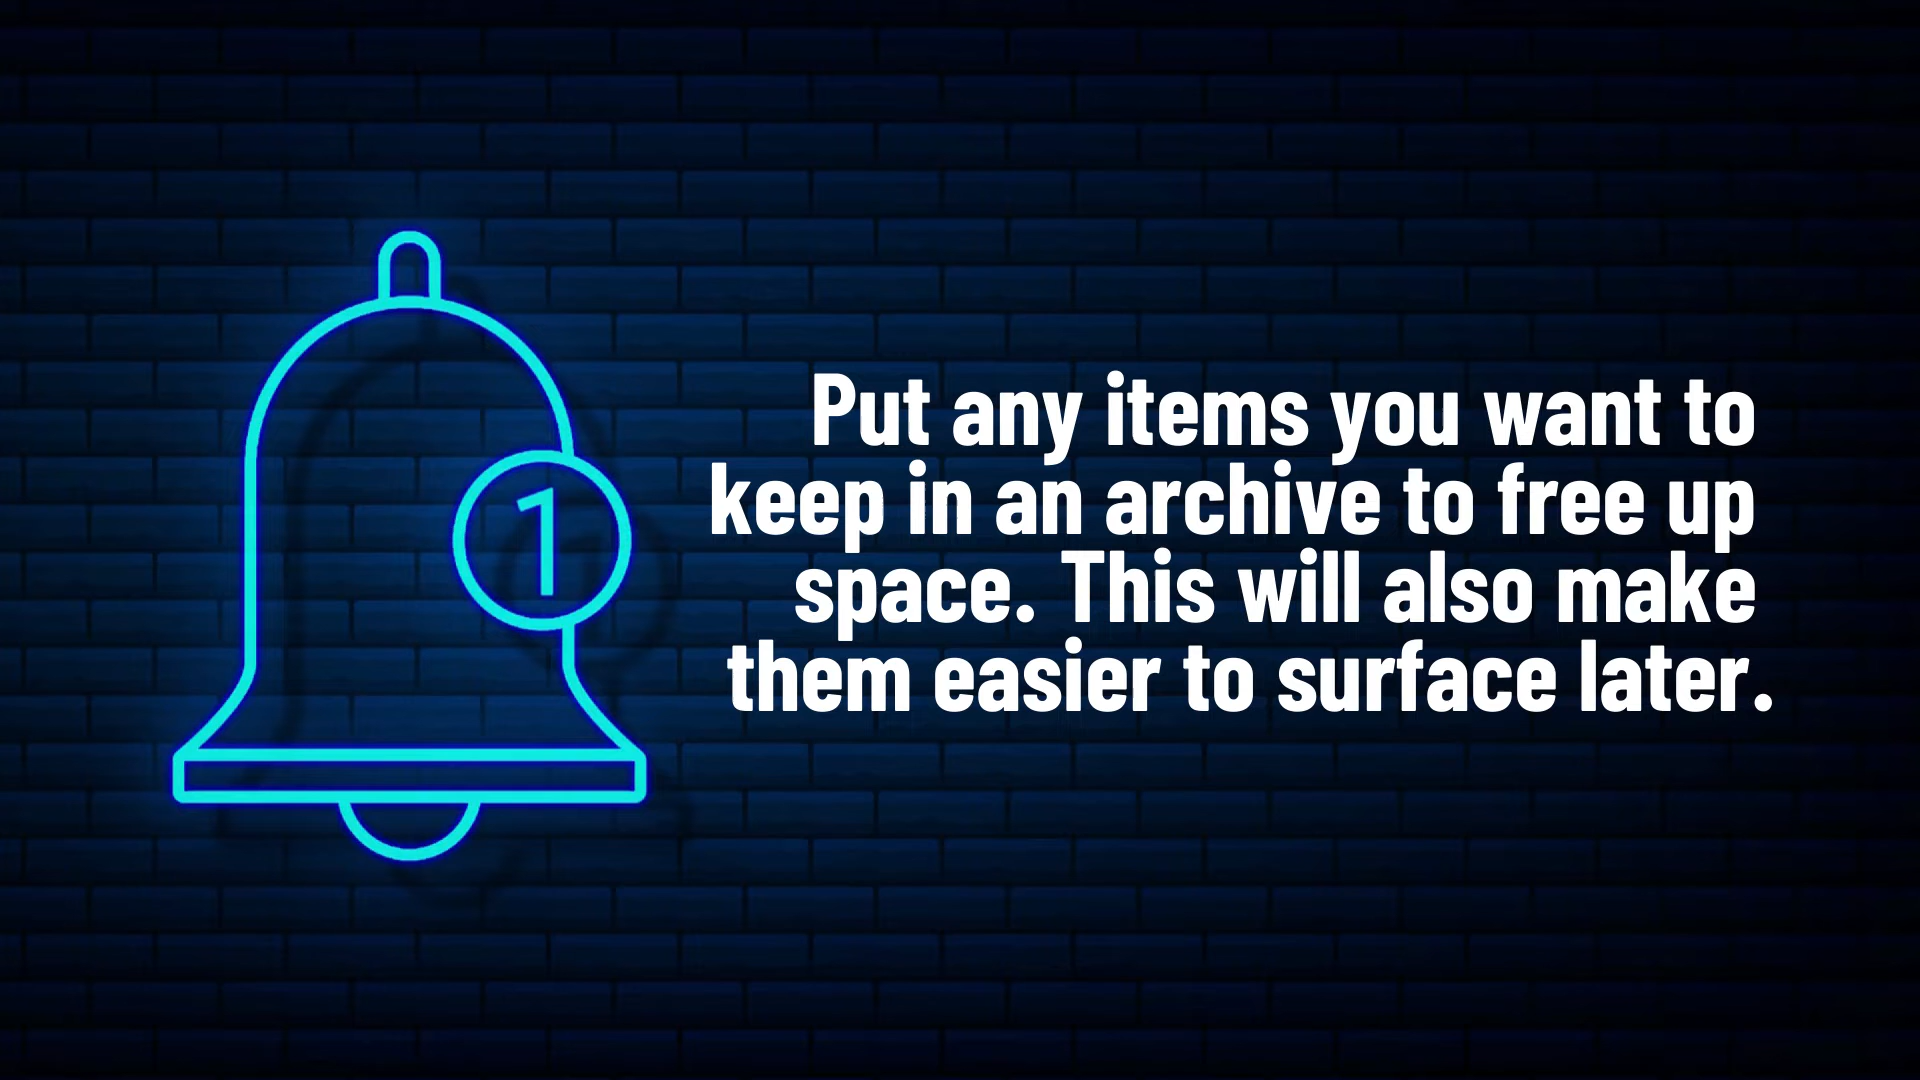 1
Put any items you want to
keep in an archive to free up
space. This will also make
them easier to surface later.